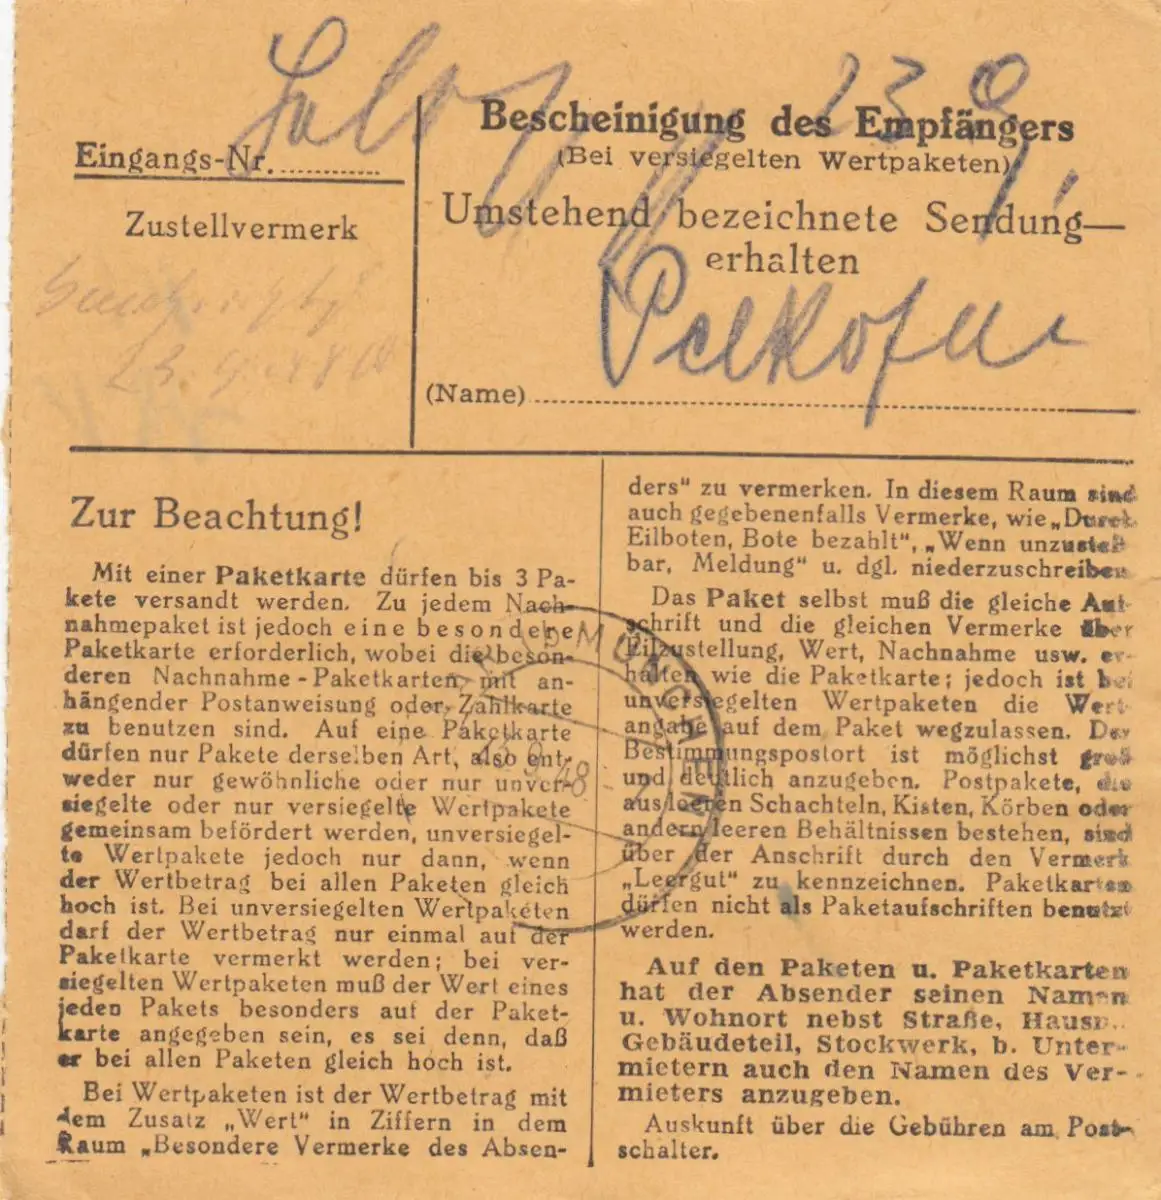 Selbst 23 9.
Eingangs-Nr.
Zustellvermerk
23. 9. 48
Bescheinigung des Empfängers
(Bei versiegelten Wertpaketen)
Umstehend bezeichnete Sendung—
erhalten
(Name)
Zur Beachtung!
Mit einer Paketkarte dürfen bis 3 Pa-
kete versandt werden. Zu jedem Nach-
nahmepaket ist jedoch eine besondere
Paketkarte erforderlich, wobei die beson-
deren Nachnahme-Paketkarten mit an-
hängender Postanweisung oder Zahlkarte
zu benutzen sind. Auf eine Paketkarte
dürfen nur Pakete derselben Art, also ent-
weder nur gewöhnliche oder nur unver-
siegelte oder nur versiegelte Wertpakete
gemeinsam befördert werden, unversiegel-
te Wertpakete jedoch nur dann, wenn
der Wertbetrag bei allen Paketen gleich
hoch ist. Bei unversiegelten Wertpaketen
darf der Wertbetrag nur einmal auf der
Paketkarte vermerkt werden; bei ver-
siegelten Wertpaketen muß der Wert eines
jeden Pakets besonders auf der Paket-
karte angegeben sein, es sei denn, daß
er bei allen Paketen gleich hoch ist.
Bei Wertpaketen ist der Wertbetrag mit
dem Zusatz „Wert" in Ziffern in dem
Raum „Besondere Vermerke des Absen-
ders" zu vermerken. In diesem Raum sind
auch gegebenenfalls Vermerke, wie „Durch
Eilboten, Bote bezahlt", „Wenn unzustell-
bar, Meldung" u. dgl. niederzuschreiben
Das Paket selbst muß die gleiche Auf-
schrift und die gleichen Vermerke über
Eilzustellung, Wert, Nachnahme usw. er-
halten wie die Paketkarte; jedoch ist bei
unversiegelten Wertpaketen die Wert-
angabe auf dem Paket wegzulassen. Der
Bestimmungspostort ist möglichst groß
und deutlich anzugeben. Postpakete, die
aus leeren Schachteln, Kisten, Körben oder
andern leeren Behältnissen bestehen, sind
über der Anschrift durch den Vermerk
„Leergut" zu kennzeichnen. Paketkarten
dürfen nicht als Paketaufschriften benutzt
werden.
Auf den Paketen u. Paketkarten
hat der Absender seinen Namen
u. Wohnort nebst Straße, Hausn..
Gebäudeteil, Stockwerk, b. Unter-
mietern auch den Namen des Ver-
mieters anzugeben.
Auskunft über die Gebühren am Post-
schalter.
MÜNCHEN
9.48